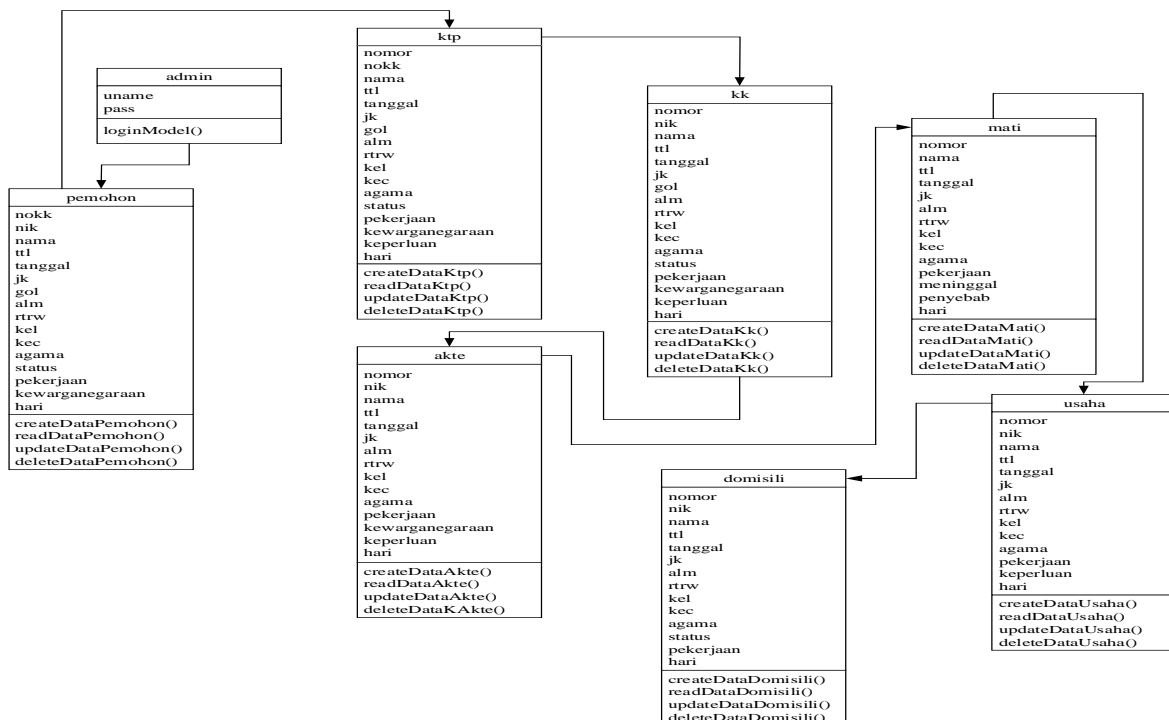 admin
uname
pass
loginModel()
pemohon
nokk
nik
nama
ttl
tanggal
jk
gol
alm
rtrw
kel
kec
agama
status
pekerjaan
kewarganegaraan
hari
createDataPemohon()
readDataPemohon()
updateDataPemohon()
deleteDataPemohon()
ktp
nomor
nokk
nama
ttl
tanggal
jk
gol
alm
rtrw
kel
kec
agama
status
pekerjaan
kewarganegaraan
keperluan
hari
createDataKtp()
readDataKtp()
updateDataKtp()
deleteDataKtp()
kk
nomor
nik
nama
ttl
tanggal
jk
gol
alm
rtrw
kel
kec
agama
status
pekerjaan
kewarganegaraan
keperluan
hari
createDataKk()
readDataKk()
updateDataKk()
deleteDataKk()
akte
nomor
nik
nama
ttl
tanggal
jk
alm
rtrw
kel
kec
agama
pekerjaan
kewarganegaraan
keperluan
hari
createDataAkte()
readDataAkte()
updateDataAkte()
deleteDataKAkte()
mati
nomor
nama
ttl
tanggal
jk
alm
rtrw
kel
kec
agama
pekerjaan
meninggal
penyebab
hari
createDataMati()
readDataMati()
updateDataMati()
deleteDataMati()
usaha
nomor
nik
nama
ttl
tanggal
jk
alm
rtrw
kel
kec
agama
pekerjaan
keperluan
hari
createDataUsaha()
readDataUsaha()
updateDataUsaha()
deleteDataUsaha()
domisili
nomor
nik
nama
ttl
tanggal
jk
alm
rtrw
kel
kec
agama
status
pekerjaan
hari
createDataDomisili()
readDataDomisili()
updateDataDomisili()
deleteDataDomisili()